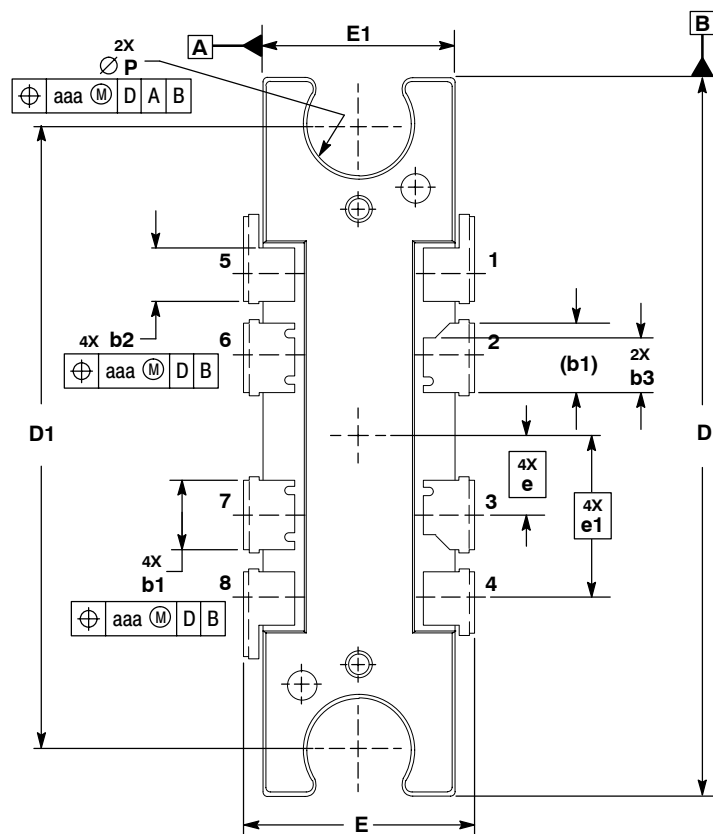 E1
A
B
2X
∅ P
⌖ aaa Ⓜ D A B
5
1
4X b2
6
2
(b1)
2X
b3
⌖ aaa Ⓜ D B
D1
D
4X
e
4X
e1
7
3
4X
b1
8
4
⌖ aaa Ⓜ D B
E